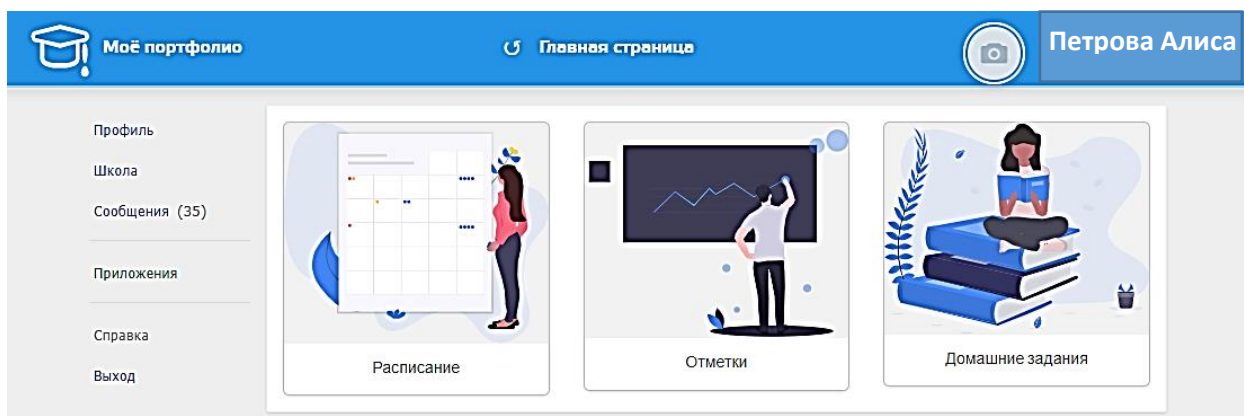 Моё портфолио
Главная страница
Петрова Алиса
Профиль
Школа
Сообщения (35)
Приложения
Справка
Выход
Расписание
Отметки
Домашние задания